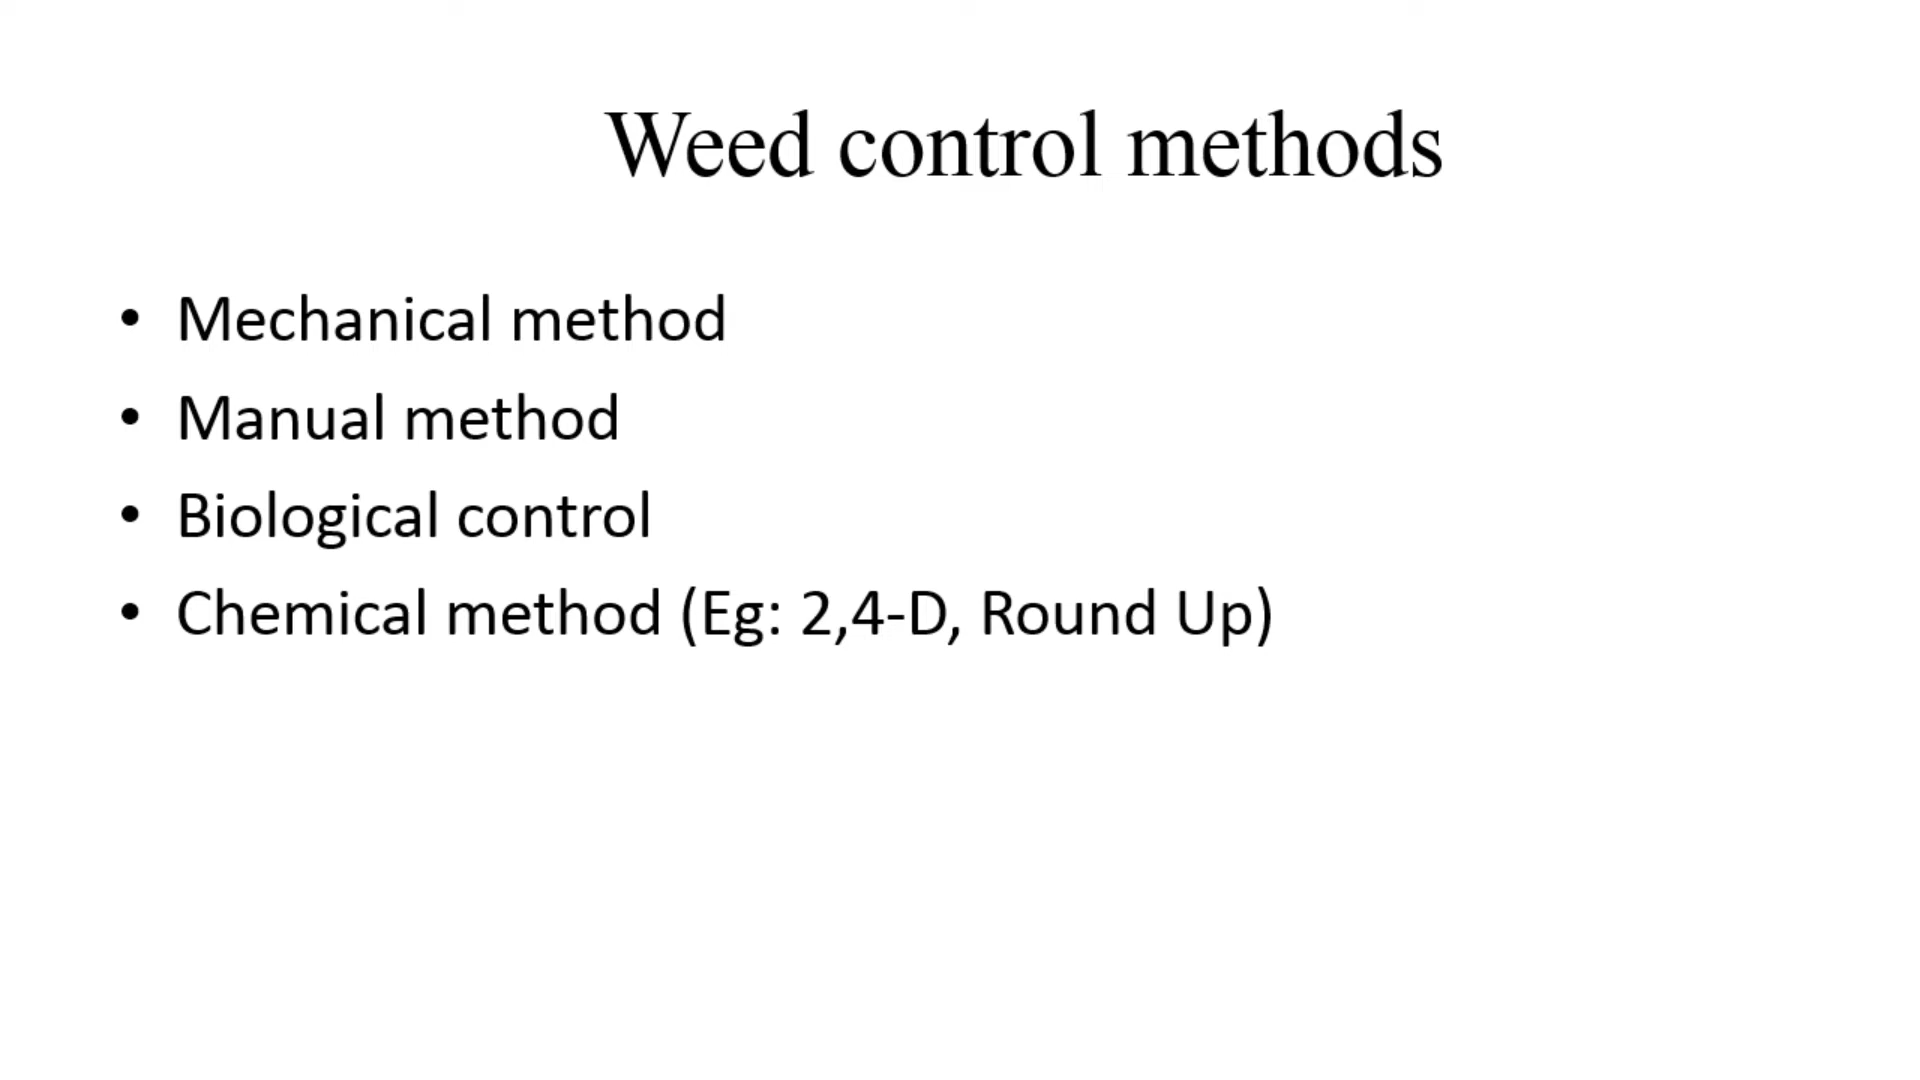 Weed control methods
• Mechanical method
• Manual method
• Biological control
• Chemical method (Eg: 2,4-D, Round Up)